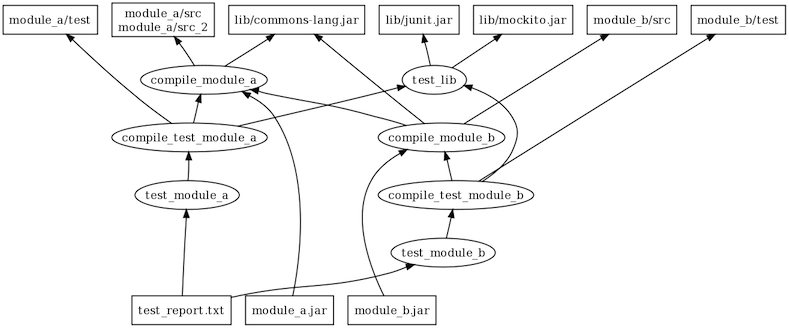 module_a/test
module_a/src
module_a/src_2
lib/commons-lang.jar
lib/junit.jar
lib/mockito.jar
module_b/src
module_b/test
compile_module_a
test_lib
compile_test_module_a
compile_module_b
test_module_a
compile_test_module_b
test_module_b
test_report.txt
module_a.jar
module_b.jar